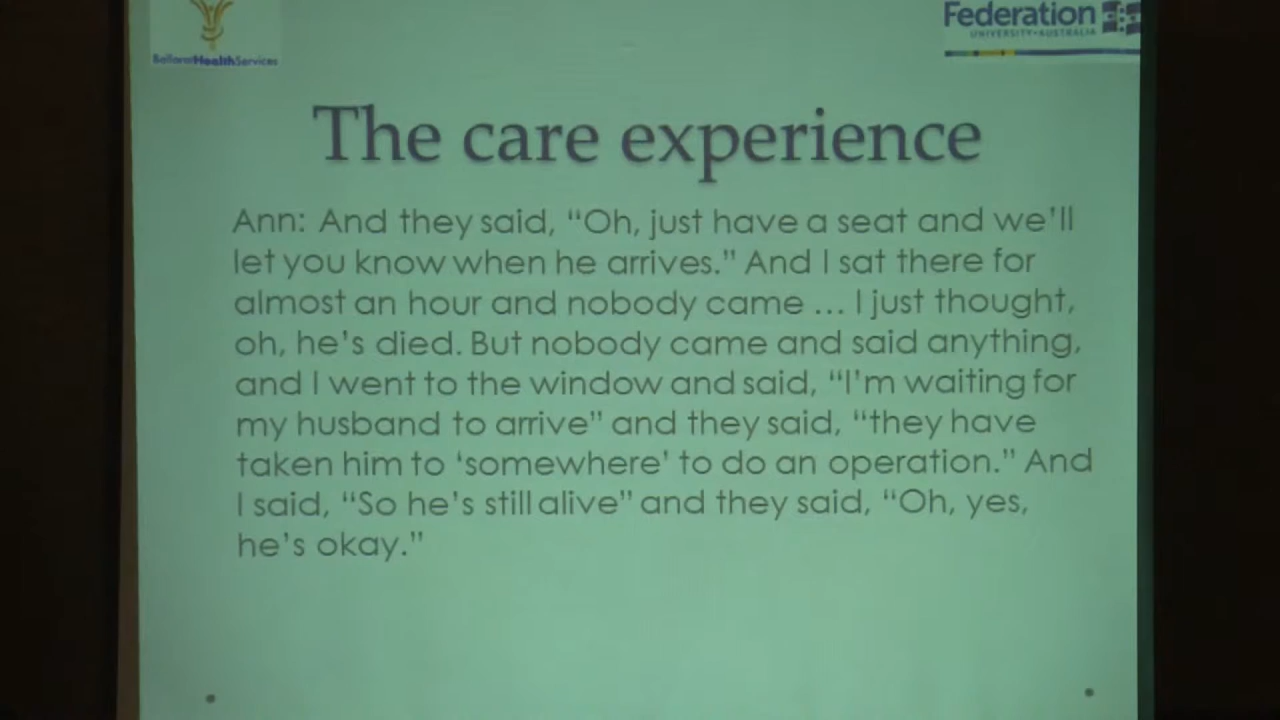 BallaratHealthServices
Federation
UNIVERSITY•AUSTRALIA
The care experience
Ann: And they said, “Oh, just have a seat and we’ll
let you know when he arrives.” And I sat there for
almost an hour and nobody came … I just thought,
oh, he’s died. But nobody came and said anything,
and I went to the window and said, “I’m waiting for
my husband to arrive” and they said, “they have
taken him to ‘somewhere’ to do an operation.” And
I said, “So he’s still alive” and they said, “Oh, yes,
he’s okay.”